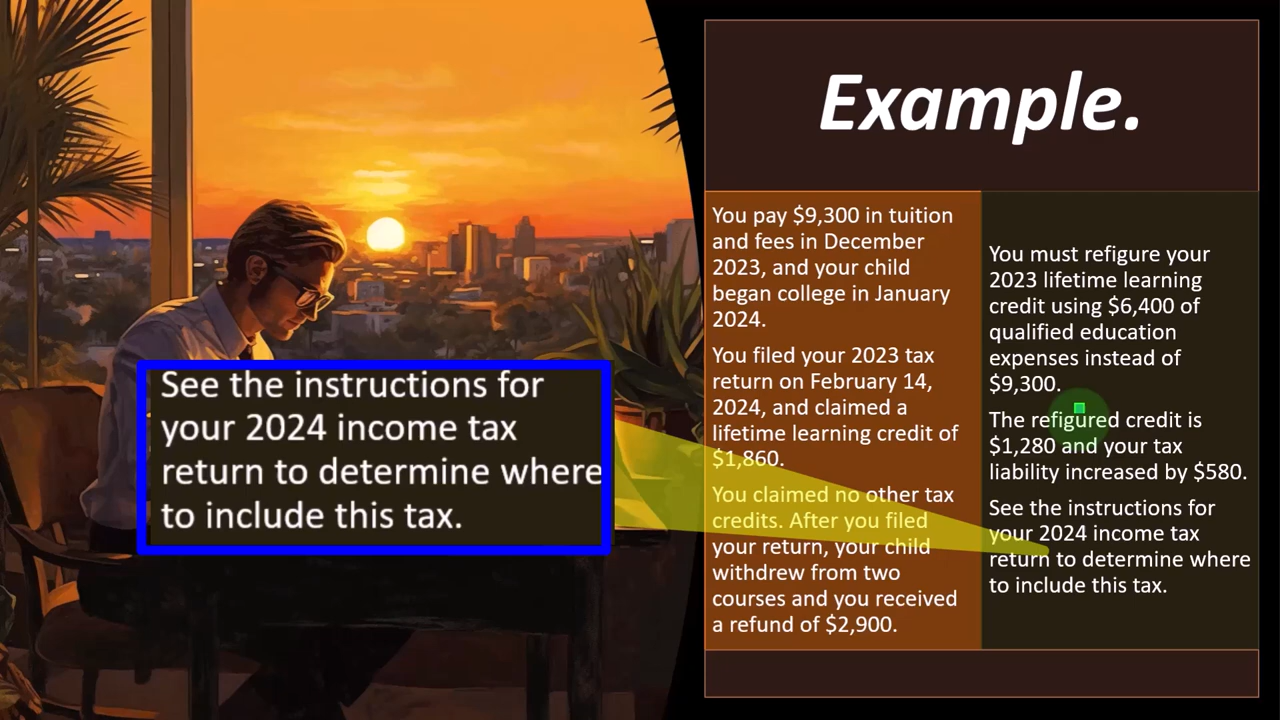 Example.
You pay $9,300 in tuition
and fees in December
2023, and your child
began college in January
2024.
You filed your 2023 tax
return on February 14,
2024, and claimed a
lifetime learning credit of
$1,860.
You claimed no other tax
credits. After you filed
your return, your child
withdrew from two
courses and you received
a refund of $2,900.
You must refigure your
2023 lifetime learning
credit using $6,400 of
qualified education
expenses instead of
$9,300.
The refigured credit is
$1,280 and your tax
liability increased by $580.
See the instructions for
your 2024 income tax
return to determine where
to include this tax.
See the instructions for
your 2024 income tax
return to determine where
to include this tax.